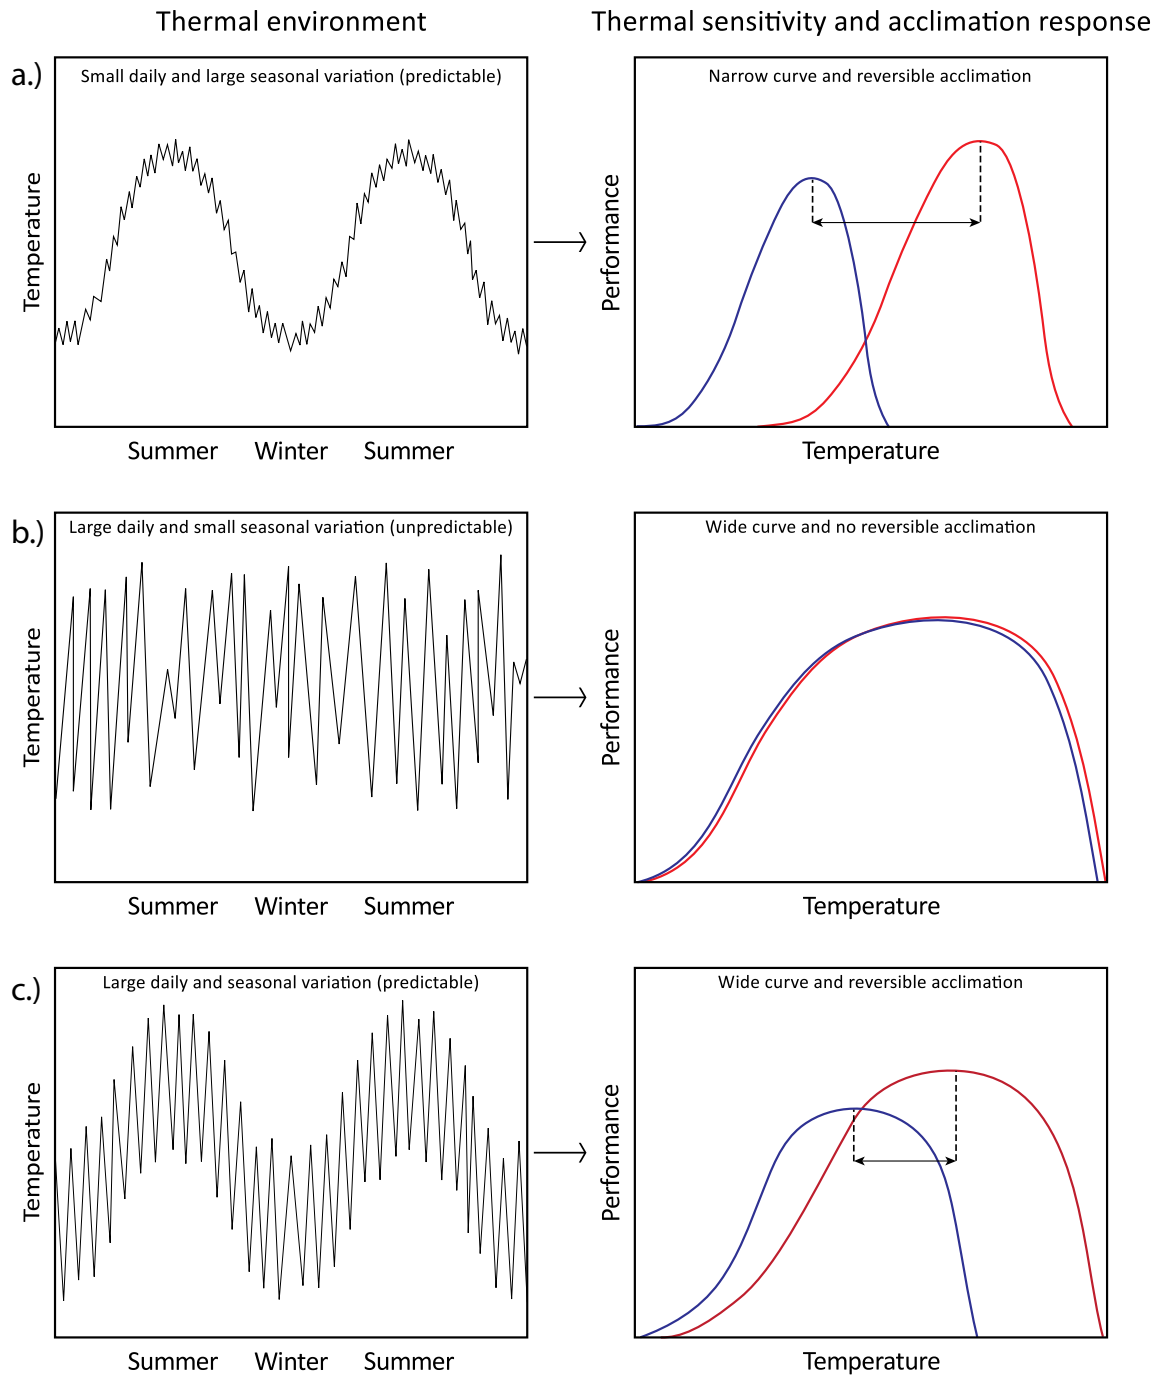 Thermal environment
Thermal sensitivity and acclimation response
a.)
Small daily and large seasonal variation (predictable)
Temperature
Summer Winter Summer
Narrow curve and reversible acclimation
Performance
Temperature
b.)
Large daily and small seasonal variation (unpredictable)
Temperature
Summer Winter Summer
Wide curve and no reversible acclimation
Performance
Temperature
c.)
Large daily and seasonal variation (predictable)
Temperature
Summer Winter Summer
Wide curve and reversible acclimation
Performance
Temperature